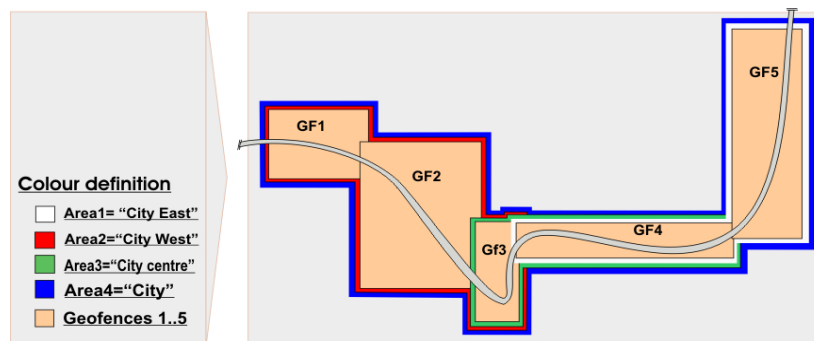 Colour definition
Area1= “City East”
Area2=“City West”
Area3=“City centre”
Area4=“City”
Geofences 1..5
GF1
GF2
Gf3
GF4
GF5